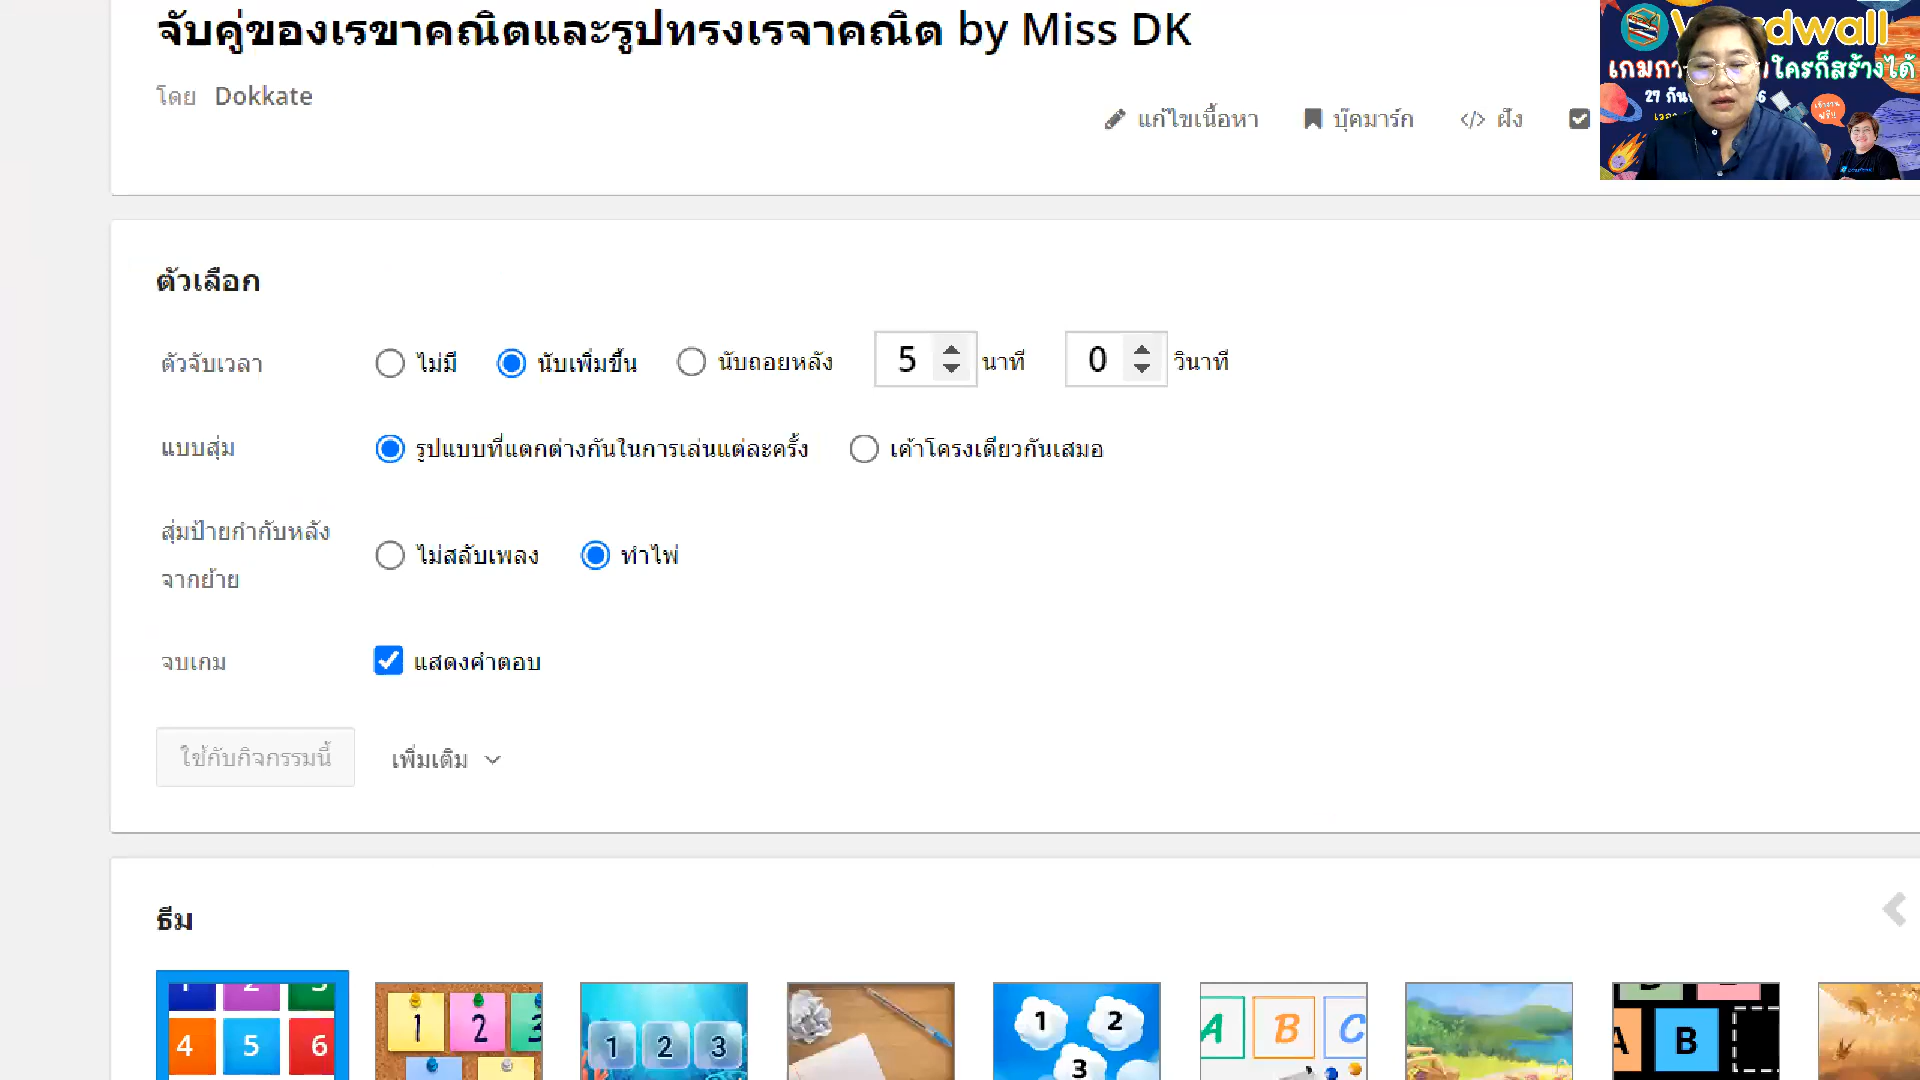 จับคู่ของเรขาคณิตและรูปทรงเรจาคณิต by Miss DK
โดย Dokkate
แก้ไขเนื้อหา บุ๊คมาร์ก </> ฝัง
ตัวเลือก
ตัวจับเวลา ไม่มี นับเพิ่มขึ้น นับถอยหลัง 5 นาที 0 วินาที
แบบสุ่ม รูปแบบที่แตกต่างกันในการเล่นแต่ละครั้ง เค้าโครงเดียวกันเสมอ
สุ่มป้ายกำกับหลัง
จากย้าย ไม่สลับเพลง ทำไพ่
จบเกม แสดงคำตอบ
ใช้กับกิจกรรมนี้ เพิ่มเติม
ธีม
4 5 6
1 2 3
1 2 3
1 2
3
A B C
A B
ใครก็สร้างได้